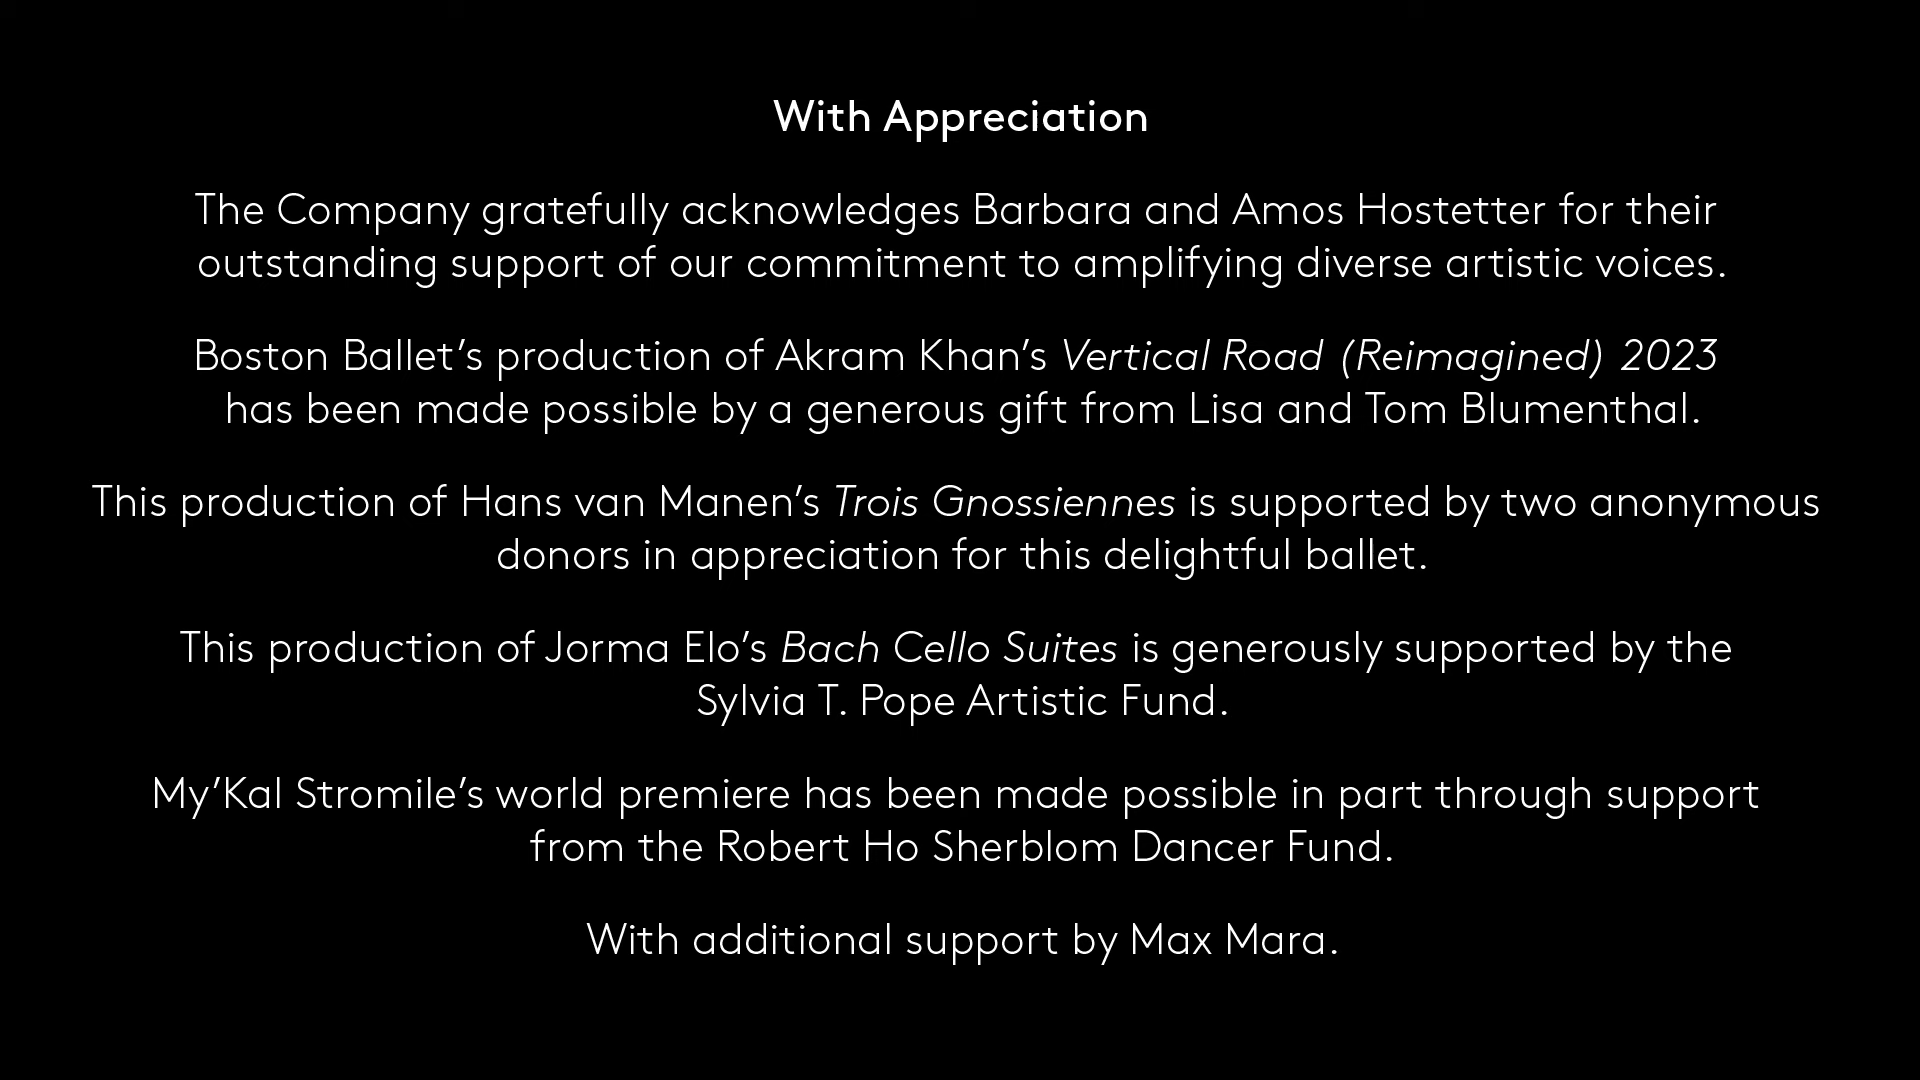 With Appreciation
The Company gratefully acknowledges Barbara and Amos Hostetter for their
outstanding support of our commitment to amplifying diverse artistic voices.
Boston Ballet’s production of Akram Khan’s Vertical Road (Reimagined) 2023
has been made possible by a generous gift from Lisa and Tom Blumenthal.
This production of Hans van Manen’s Trois Gnossiennes is supported by two anonymous
donors in appreciation for this delightful ballet.
This production of Jorma Elo’s Bach Cello Suites is generously supported by the
Sylvia T. Pope Artistic Fund.
My’Kal Stromile’s world premiere has been made possible in part through support
from the Robert Ho Sherblom Dancer Fund.
With additional support by Max Mara.